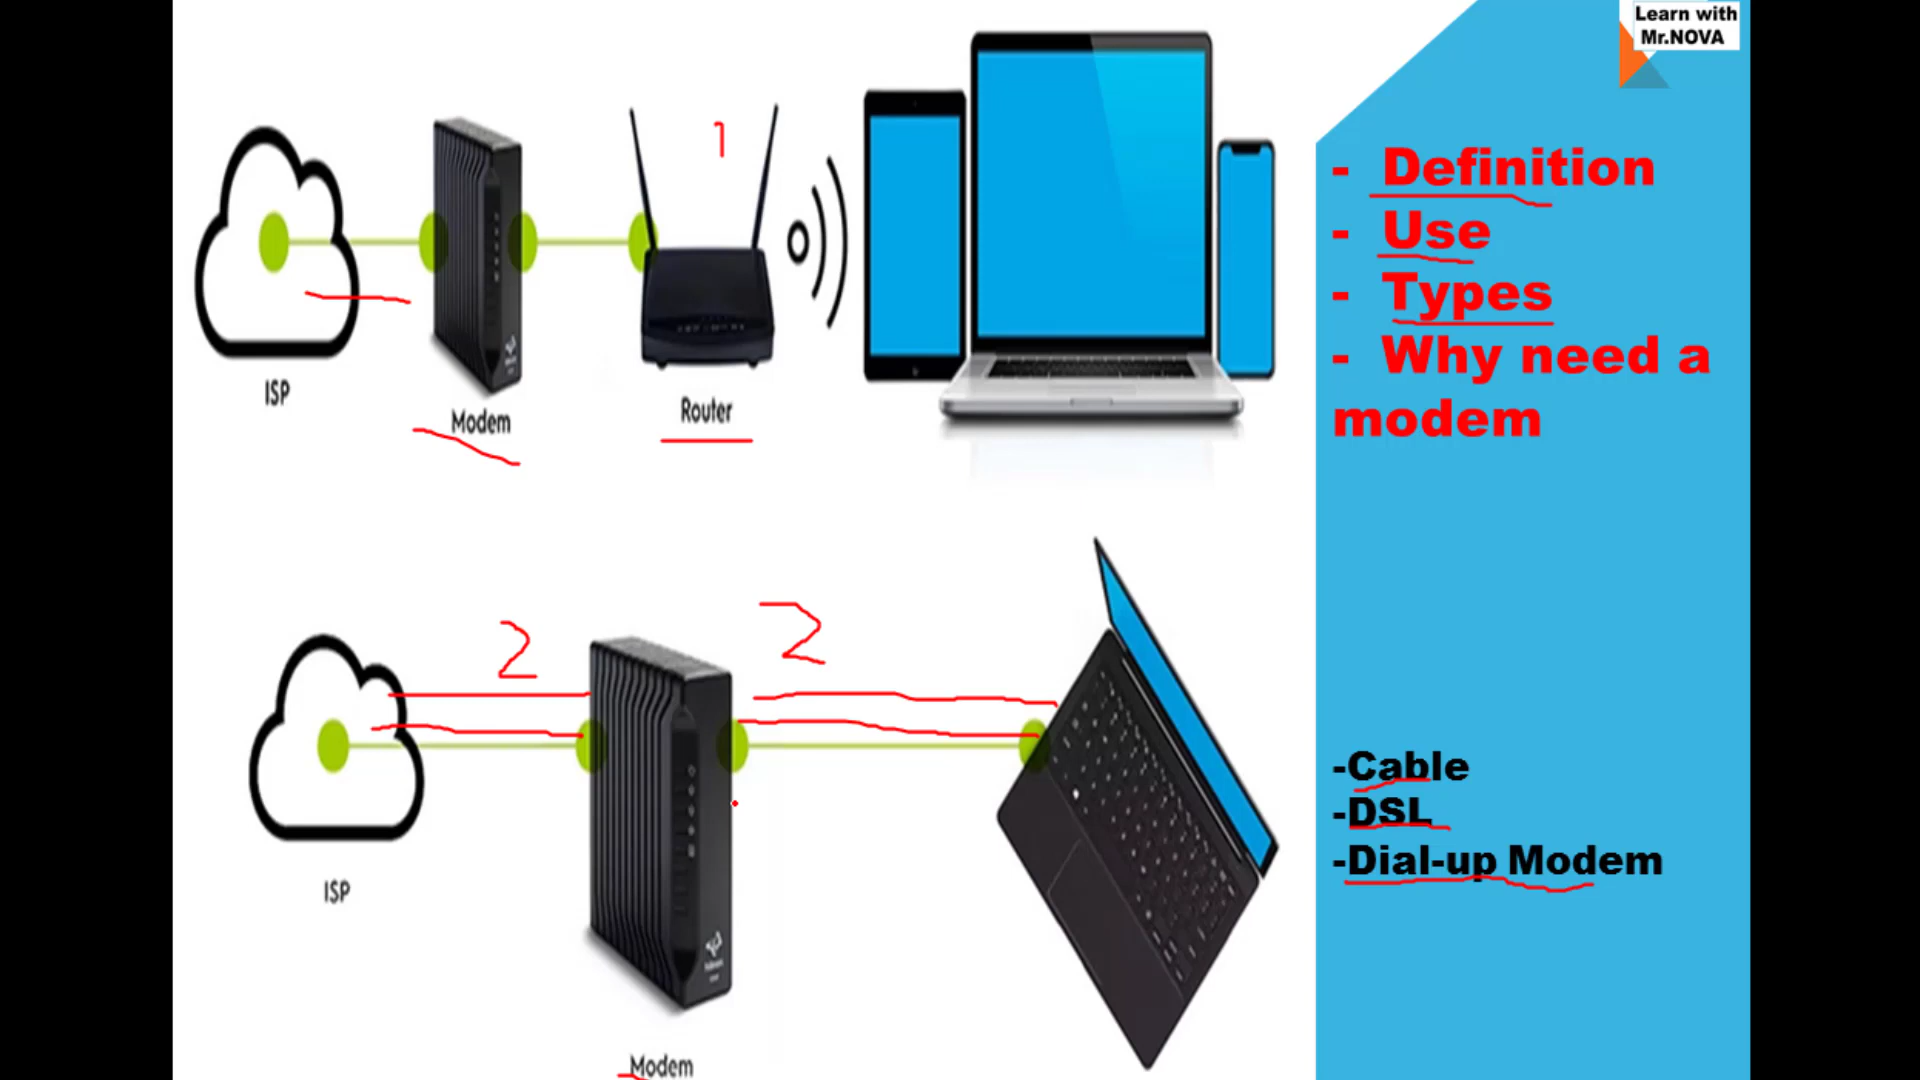 Learn with
Mr.NOVA
- Definition
- Use
- Types
- Why need a
modem
1
ISP
Modem
Router
2
2
ISP
Modem
-Cable
-DSL
-Dial-up Modem